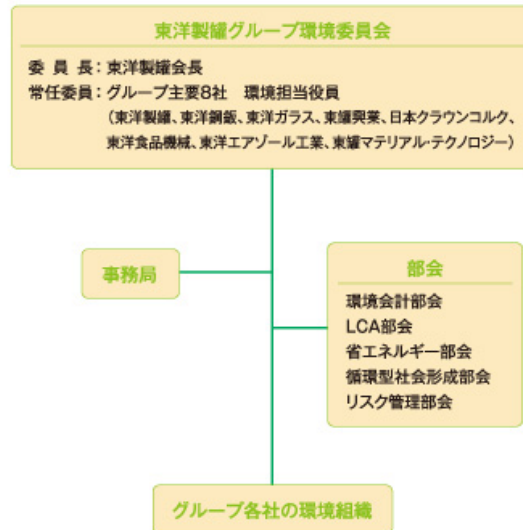 東洋製罐グループ環境委員会
委 員 長：東洋製罐会長
常任委員：グループ主要8社　環境担当役員
（東洋製罐、東洋鋼鈑、東洋ガラス、東罐興業、日本クラウンコルク、
東洋食品機械、東洋エアゾール工業、東罐マテリアル・テクノロジー）
事務局
部会
環境会計部会
LCA部会
省エネルギー部会
循環型社会形成部会
リスク管理部会
グループ各社の環境組織